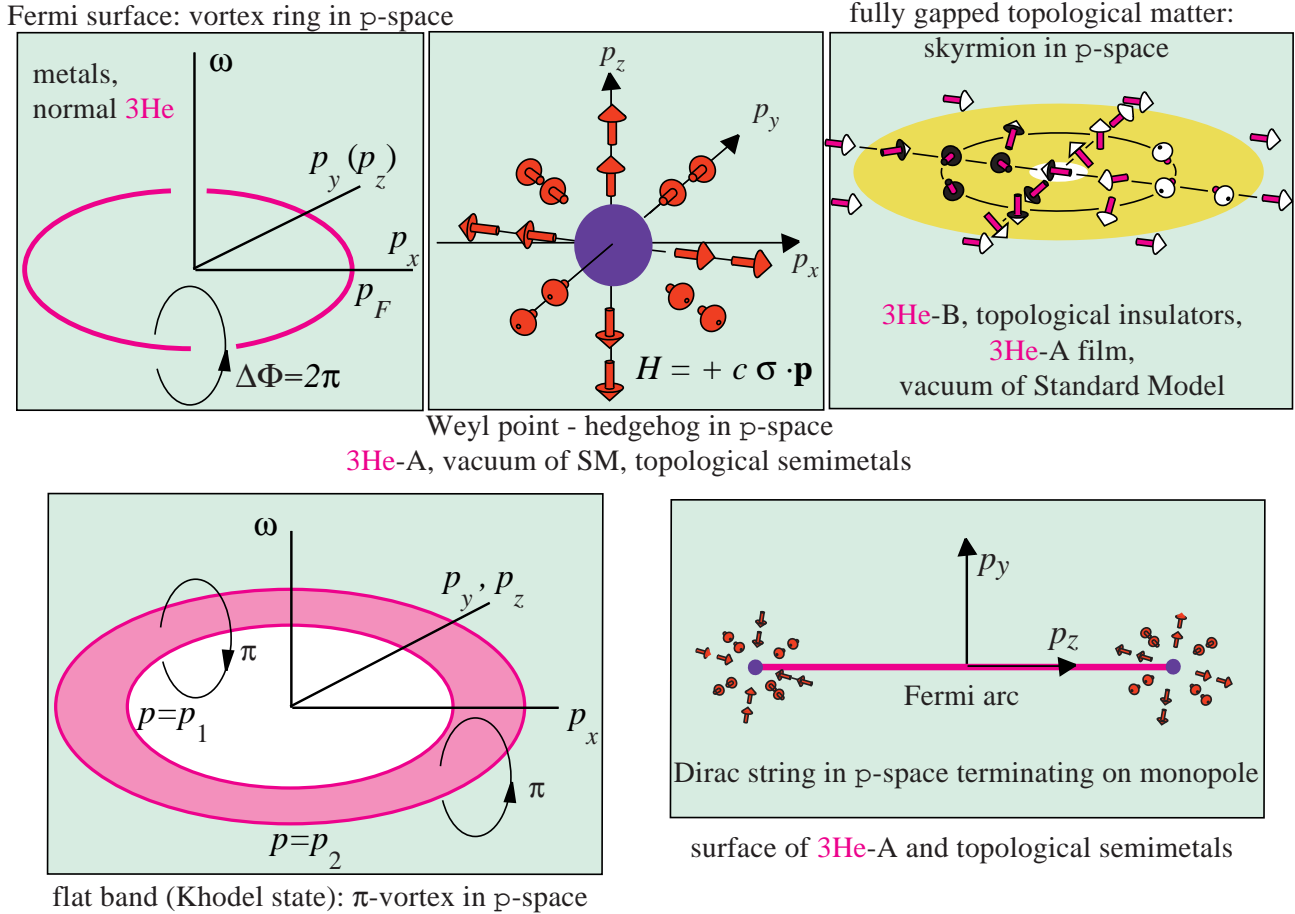 Fermi surface: vortex ring in p-space
metals,
normal 3He
ω
p_y (p_z)
p_x
p_F
ΔΦ=2π
p_z
p_y
p_x
H = + c σ · p
Weyl point - hedgehog in p-space
3He-A, vacuum of SM, topological semimetals
fully gapped topological matter:
skyrmion in p-space
3He-B, topological insulators,
3He-A film,
vacuum of Standard Model
ω
p_y , p_z
π
p=p_1
p_x
π
p=p_2
flat band (Khodel state): π-vortex in p-space
p_y
p_z
Fermi arc
Dirac string in p-space terminating on monopole
surface of 3He-A and topological semimetals